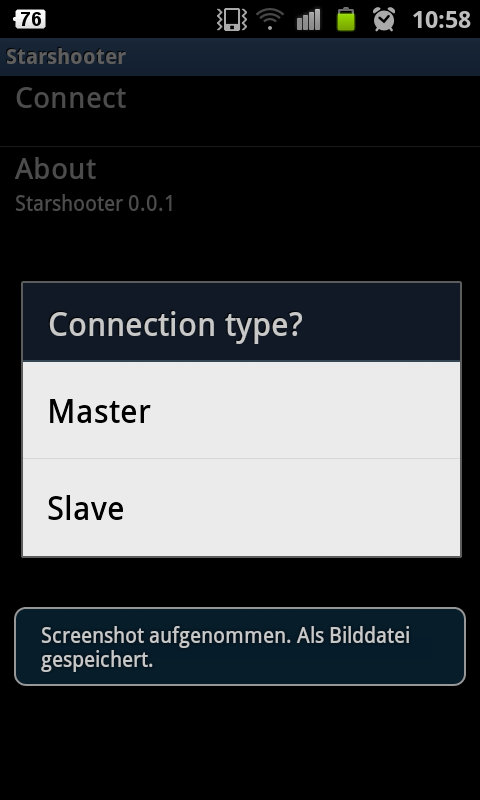 76
10:58
Starshooter
Connect
About
Starshooter 0.0.1
Connection type?
Master
Slave
Screenshot aufgenommen. Als Bilddatei
gespeichert.